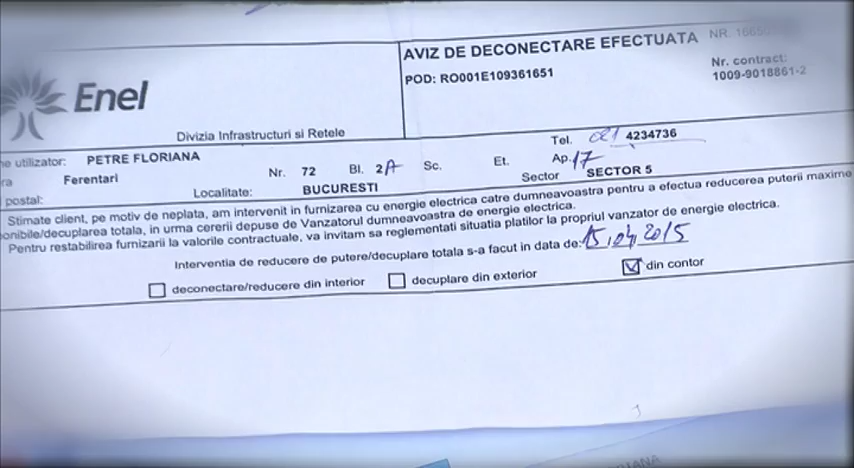 AVIZ DE DECONECTARE EFECTUATA NR.
POD: RO001E109361651
Nr. contract:
1009-9018861-2
Enel
Divizia Infrastructuri si Retele
utilizator: PETRE FLORIANA
Tel. 021 4234736
Ferentari Nr. 72 Bl. 2A Sc. Et. Ap. 17
postal: Localitate: BUCURESTI Sector SECTOR 5
Stimate client, pe motiv de neplata, am intervenit in furnizarea cu energie electrica catre dumneavoastra pentru a efectua reducerea puterii maxime
onibile/decuplarea totala, in urma cererii depuse de Vanzatorul dumneavoastra de energie electrica.
Pentru restabilirea furnizarii la valorile contractuale, va invitam sa reglementati situatia platilor la propriul vanzator de energie electrica.
Interventia de reducere de putere/decuplare totala s-a facut in data de: 15,04,2015
deconectare/reducere din interior decuplare din exterior din contor